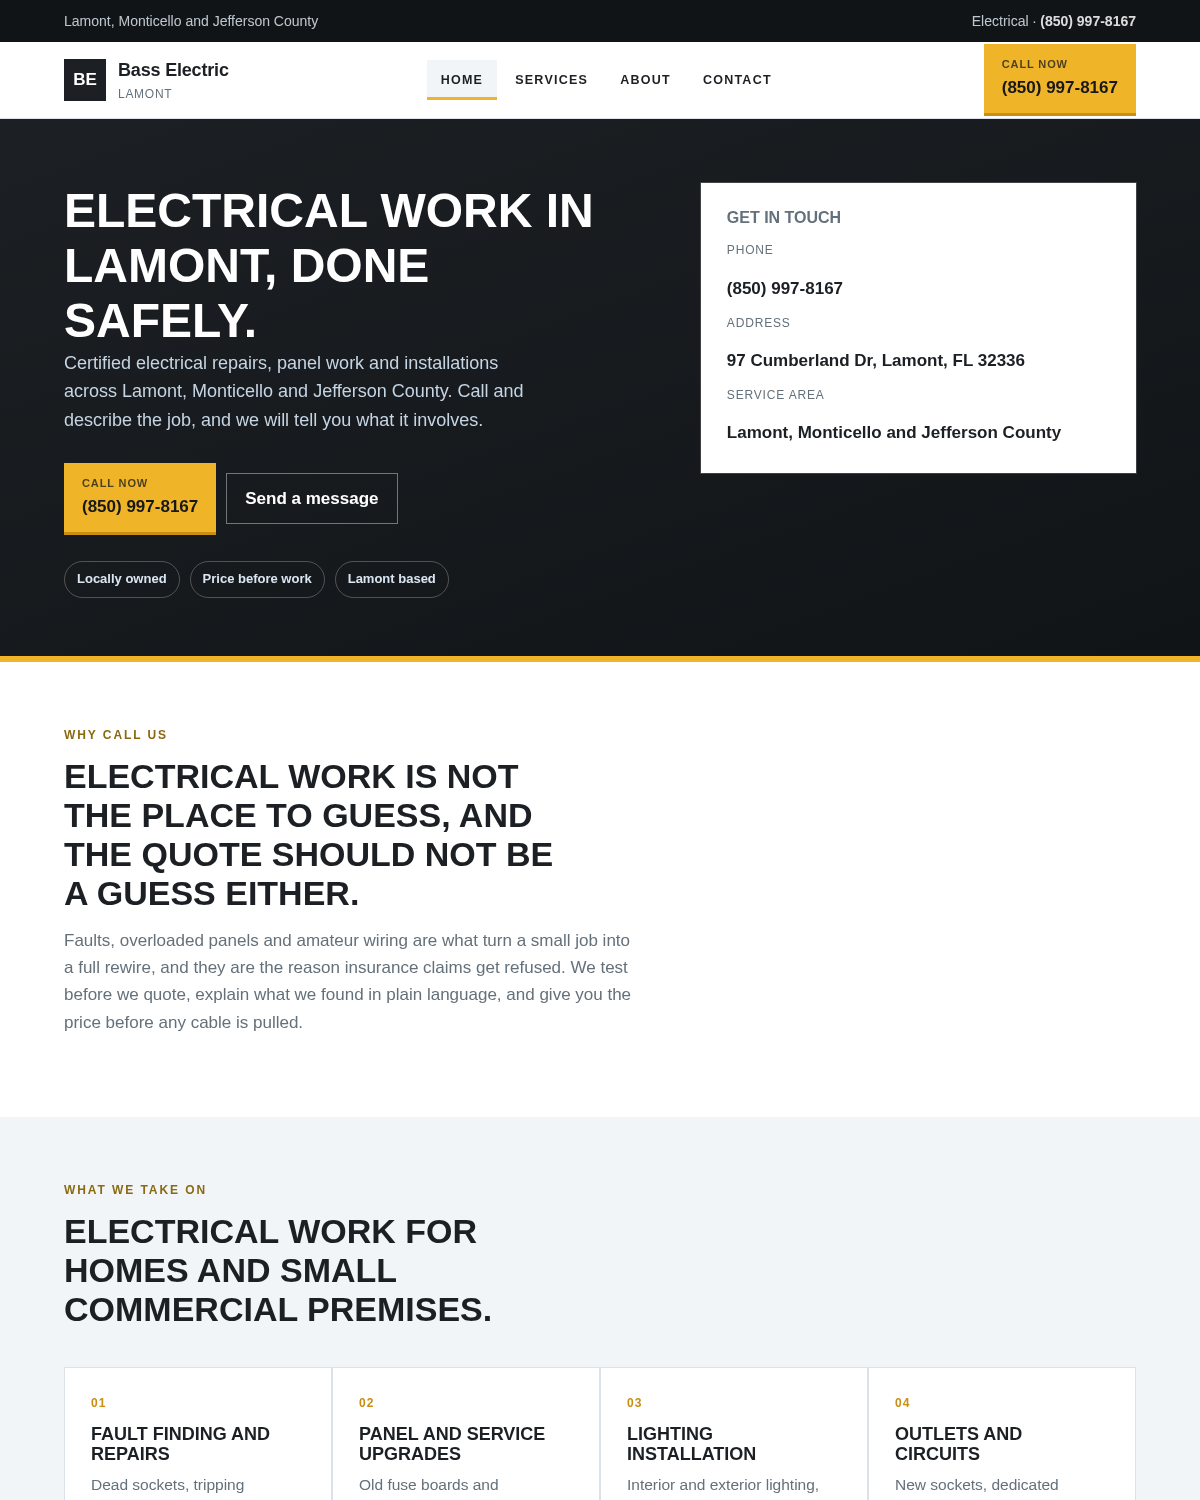 Lamont, Monticello and Jefferson County
Electrical · (850) 997-8167
BE
Bass Electric
LAMONT
HOME
SERVICES
ABOUT
CONTACT
CALL NOW
(850) 997-8167
ELECTRICAL WORK IN
LAMONT, DONE
SAFELY.
Certified electrical repairs, panel work and installations
across Lamont, Monticello and Jefferson County. Call and
describe the job, and we will tell you what it involves.
CALL NOW
(850) 997-8167
Send a message
Locally owned
Price before work
Lamont based
GET IN TOUCH
PHONE
(850) 997-8167
ADDRESS
97 Cumberland Dr, Lamont, FL 32336
SERVICE AREA
Lamont, Monticello and Jefferson County
WHY CALL US
ELECTRICAL WORK IS NOT
THE PLACE TO GUESS, AND
THE QUOTE SHOULD NOT BE
A GUESS EITHER.
Faults, overloaded panels and amateur wiring are what turn a small job into
a full rewire, and they are the reason insurance claims get refused. We test
before we quote, explain what we found in plain language, and give you the
price before any cable is pulled.
WHAT WE TAKE ON
ELECTRICAL WORK FOR
HOMES AND SMALL
COMMERCIAL PREMISES.
01
FAULT FINDING AND
REPAIRS
Dead sockets, tripping
02
PANEL AND SERVICE
UPGRADES
Old fuse boards and
03
LIGHTING
INSTALLATION
Interior and exterior lighting,
04
OUTLETS AND
CIRCUITS
New sockets, dedicated